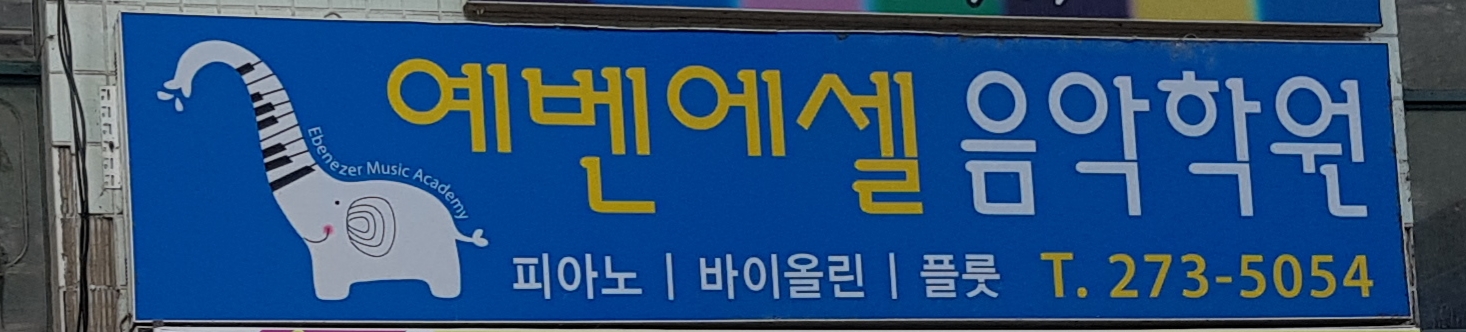 예벤에셀 음악학원
Ebenezer Music Academy
피아노 | 바이올린 | 플룻 T. 273-5054